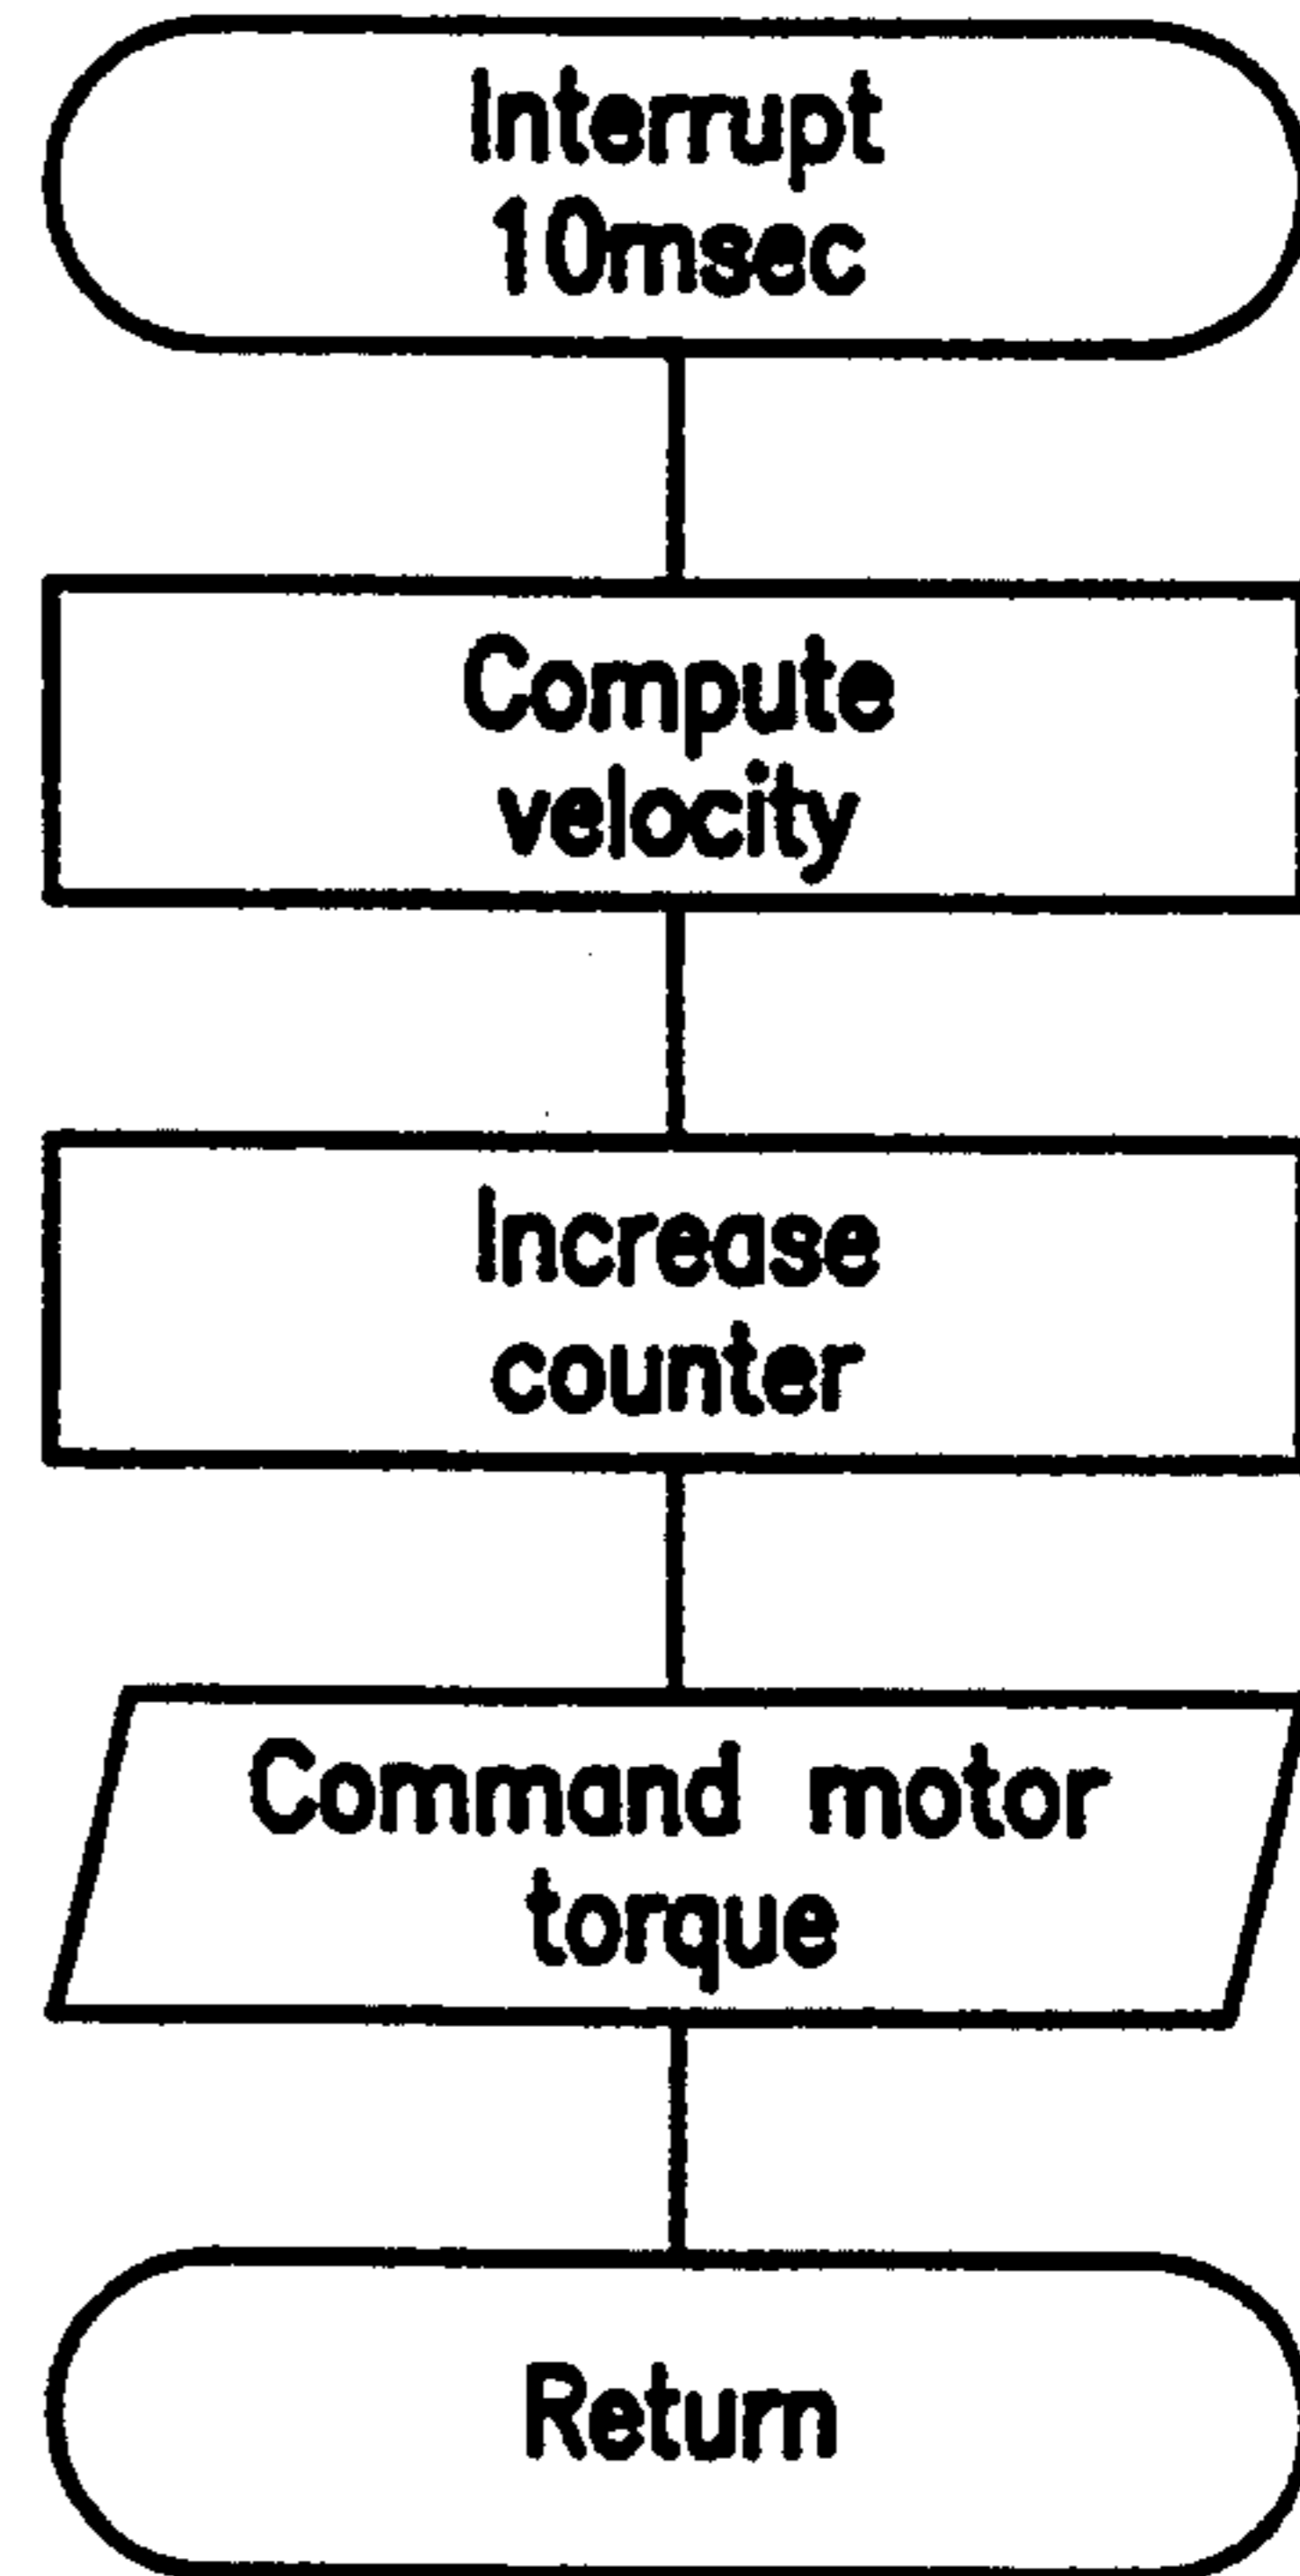 Interrupt
10msec
Compute
velocity
Increase
counter
Command motor
torque
Return